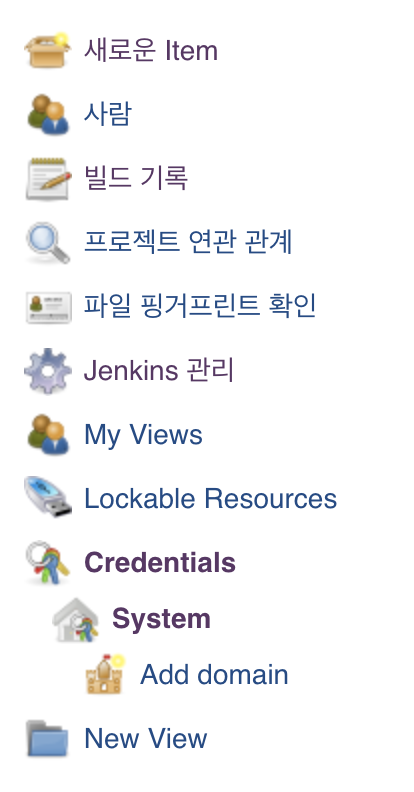 새로운 Item
사람
빌드 기록
프로젝트 연관 관계
파일 핑거프린트 확인
Jenkins 관리
My Views
Lockable Resources
Credentials
System
Add domain
New View